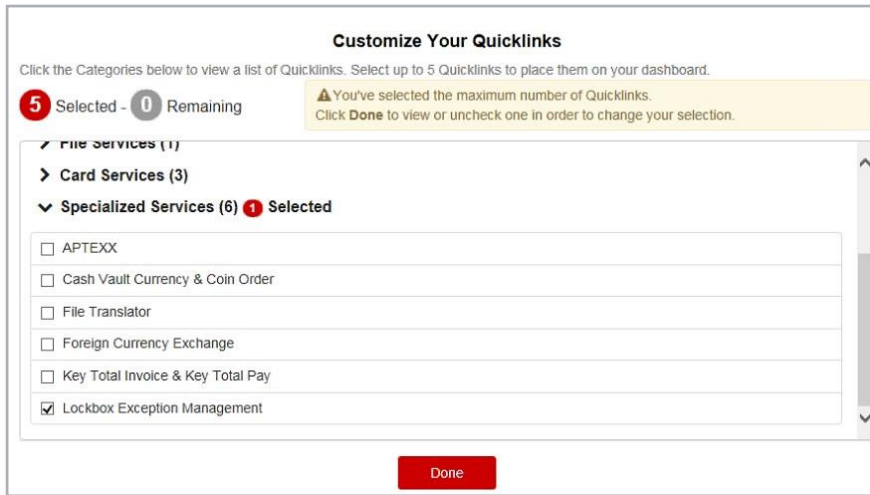 Customize Your Quicklinks
Click the Categories below to view a list of Quicklinks. Select up to 5 Quicklinks to place them on your dashboard.
5 Selected - 0 Remaining
You've selected the maximum number of Quicklinks.
Click Done to view or uncheck one in order to change your selection.
File Services (1)
Card Services (3)
Specialized Services (6) 1 Selected
APTEXX
Cash Vault Currency & Coin Order
File Translator
Foreign Currency Exchange
Key Total Invoice & Key Total Pay
Lockbox Exception Management
Done